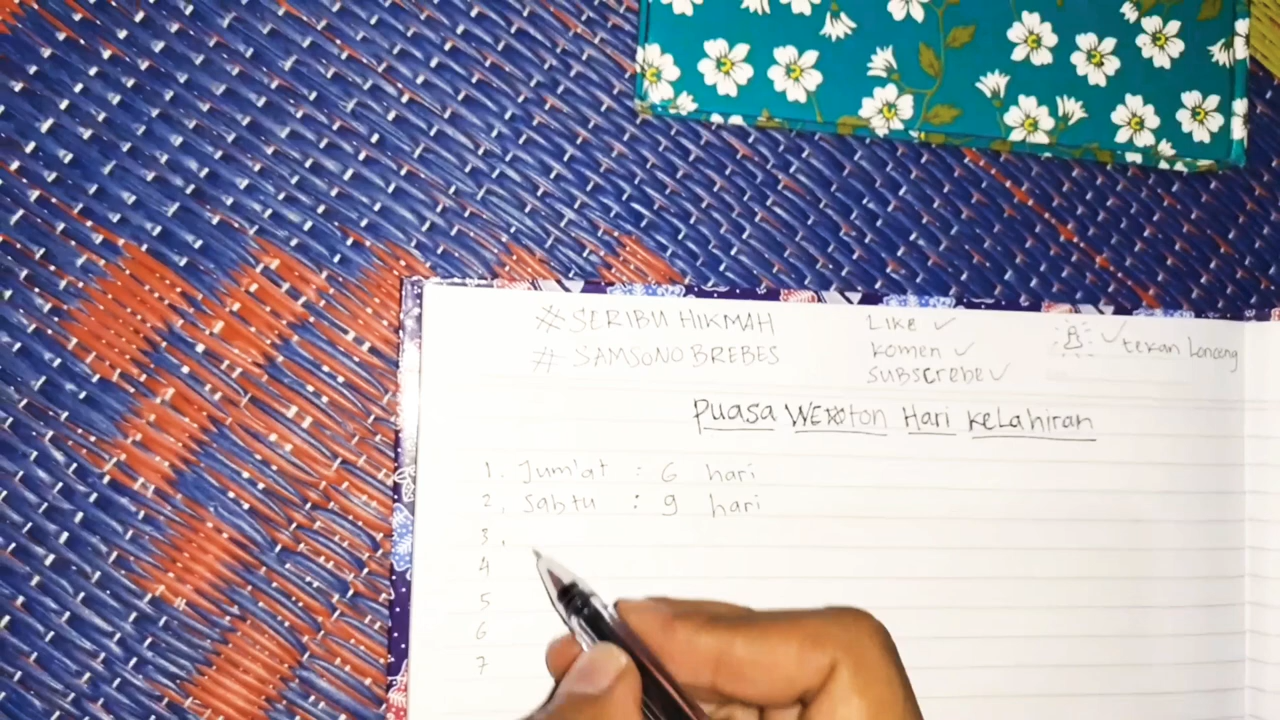 #SERIBU HIKMAH
# SAMSONO BREBES
LIKE ✓
komen ✓
SUBSCREBE ✓
✓ tekan Lonceng
Puasa Weton Hari Kelahiran
1. Jum'at : 6 hari
2. Sabtu : 9 hari
3.
4
5
6
7